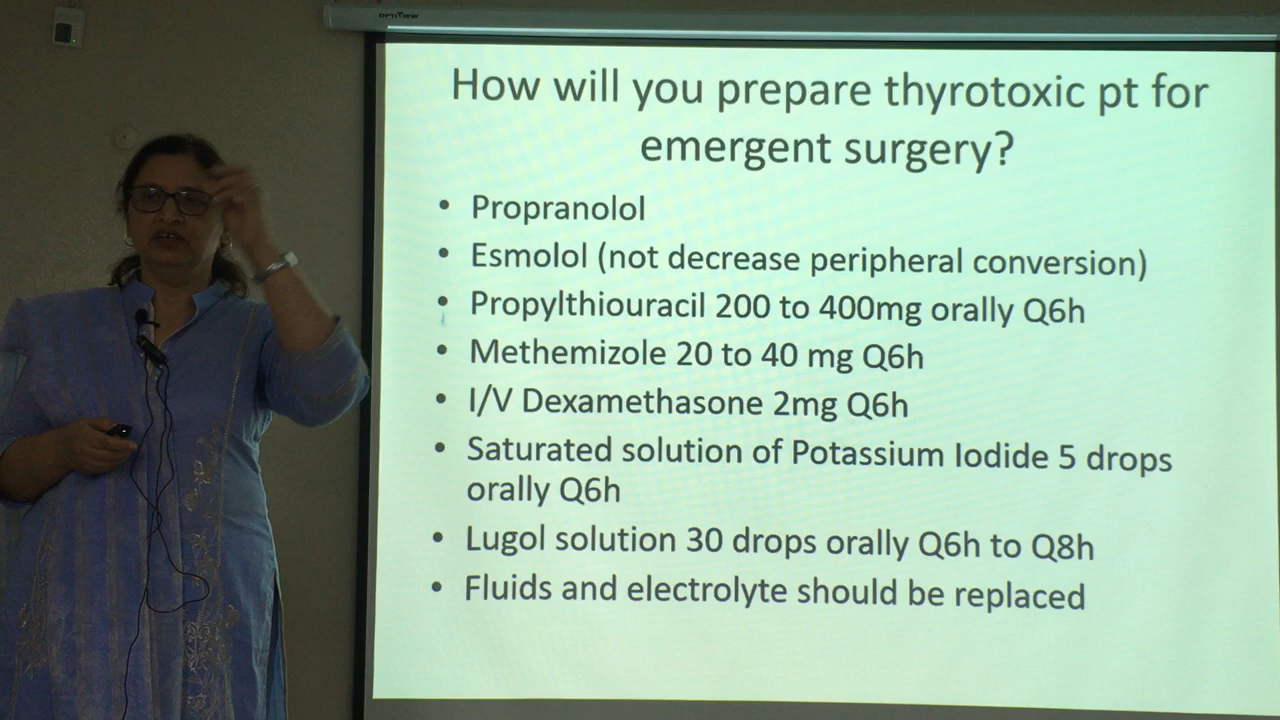 OPTIVIEW
How will you prepare thyrotoxic pt for
emergent surgery?
• Propranolol
• Esmolol (not decrease peripheral conversion)
• Propylthiouracil 200 to 400mg orally Q6h
• Methemizole 20 to 40 mg Q6h
• I/V Dexamethasone 2mg Q6h
• Saturated solution of Potassium Iodide 5 drops
orally Q6h
• Lugol solution 30 drops orally Q6h to Q8h
• Fluids and electrolyte should be replaced